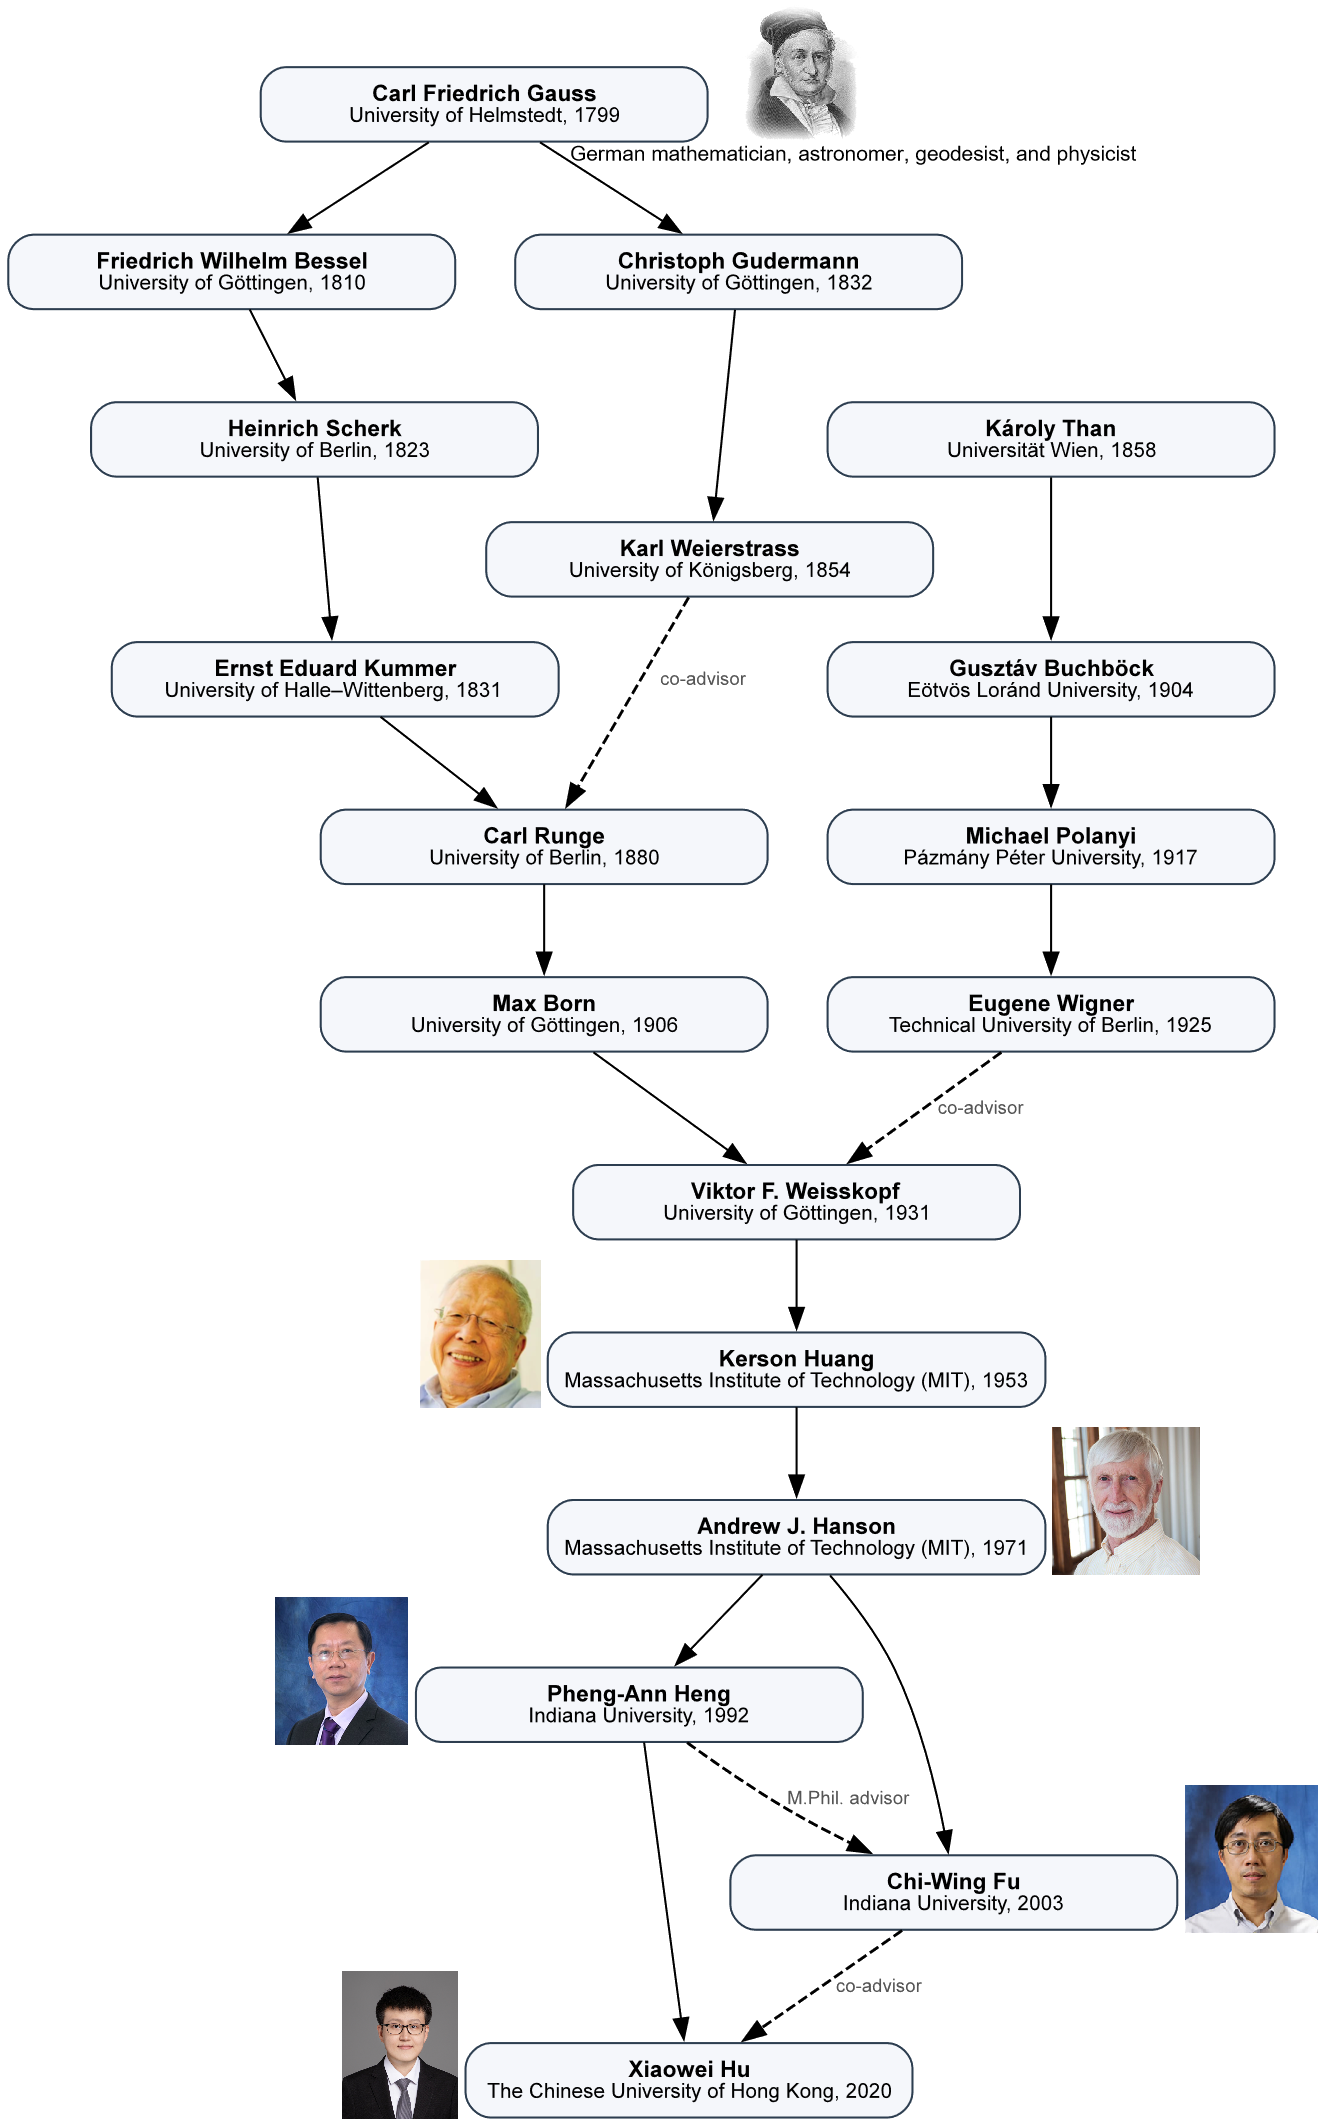 Carl Friedrich Gauss
University of Helmstedt, 1799
German mathematician, astronomer, geodesist, and physicist
Friedrich Wilhelm Bessel
University of Göttingen, 1810
Christoph Gudermann
University of Göttingen, 1832
Heinrich Scherk
University of Berlin, 1823
Károly Than
Universität Wien, 1858
Karl Weierstrass
University of Königsberg, 1854
Ernst Eduard Kummer
University of Halle–Wittenberg, 1831
co-advisor
Gusztáv Buchböck
Eötvös Loránd University, 1904
Carl Runge
University of Berlin, 1880
Michael Polanyi
Pázmány Péter University, 1917
Max Born
University of Göttingen, 1906
Eugene Wigner
Technical University of Berlin, 1925
co-advisor
Viktor F. Weisskopf
University of Göttingen, 1931
Kerson Huang
Massachusetts Institute of Technology (MIT), 1953
Andrew J. Hanson
Massachusetts Institute of Technology (MIT), 1971
Pheng-Ann Heng
Indiana University, 1992
M.Phil. advisor
Chi-Wing Fu
Indiana University, 2003
co-advisor
Xiaowei Hu
The Chinese University of Hong Kong, 2020